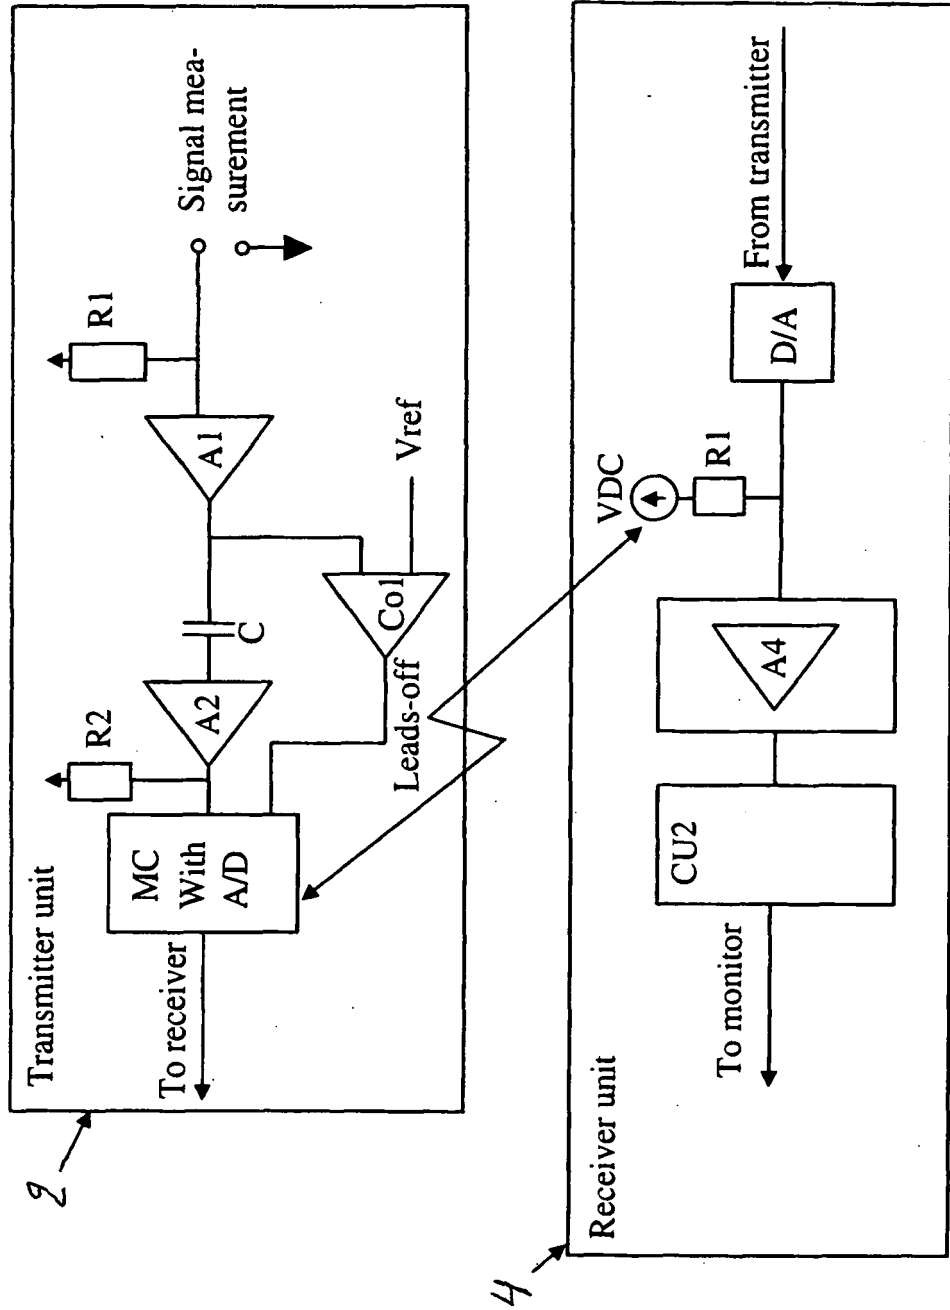 2
Transmitter unit
To receiver
MC
With
A/D
R2
A2
C
A1
R1
Signal mea-
surement
Leads-off
Co1
Vref
4
Receiver unit
To monitor
CU2
A4
VDC
R1
D/A
From transmitter